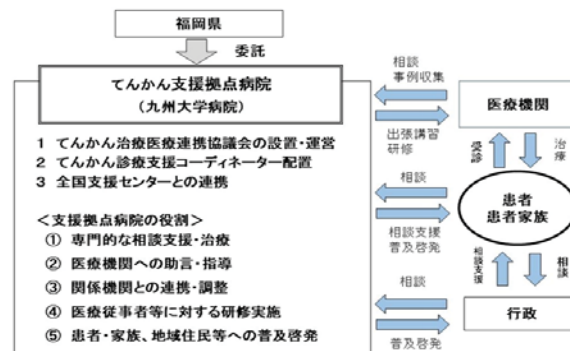 福岡県
委託
てんかん支援拠点病院
（九州大学病院）
1 てんかん治療医療連携協議会の設置・運営
2 てんかん診療支援コーディネーター配置
3 全国支援センターとの連携
＜支援拠点病院の役割＞
① 専門的な相談支援・治療
② 医療機関への助言・指導
③ 関係機関との連携・調整
④ 医療従事者等に対する研修実施
⑤ 患者・家族、地域住民等への普及啓発
相談
事例収集
出張講習
研修
相談
相談支援
普及啓発
相談
普及啓発
医療機関
受診
治療
患者
患者家族
相談支援
相談
行政